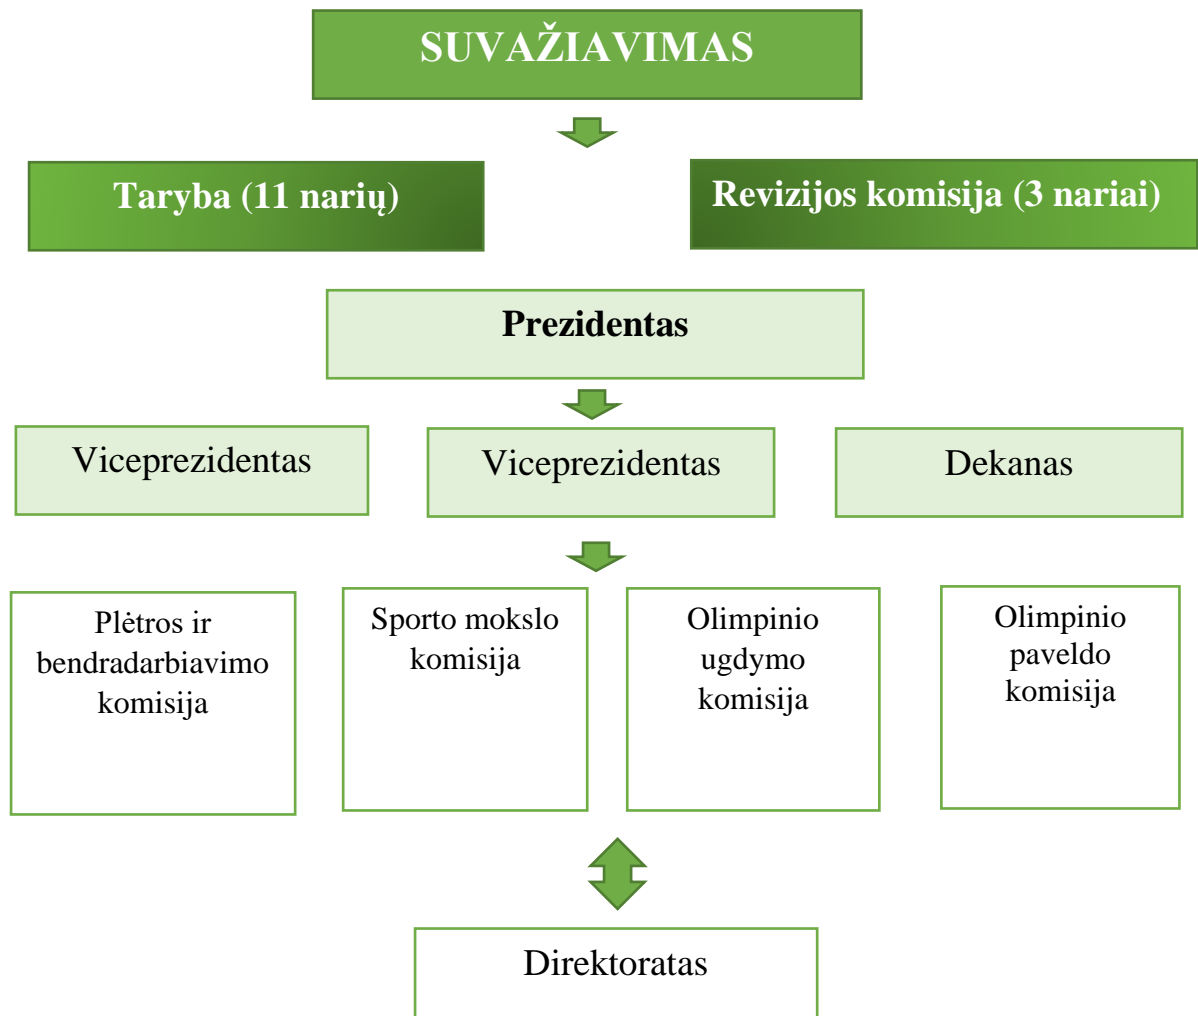 SUVAŽIAVIMAS
Taryba (11 narių)
Revizijos komisija (3 nariai)
Prezidentas
Viceprezidentas
Viceprezidentas
Dekanas
Plėtros ir
bendradarbiavimo
komisija
Sporto mokslo
komisija
Olimpinio
ugdymo
komisija
Olimpinio
paveldo
komisija
Direktoratas